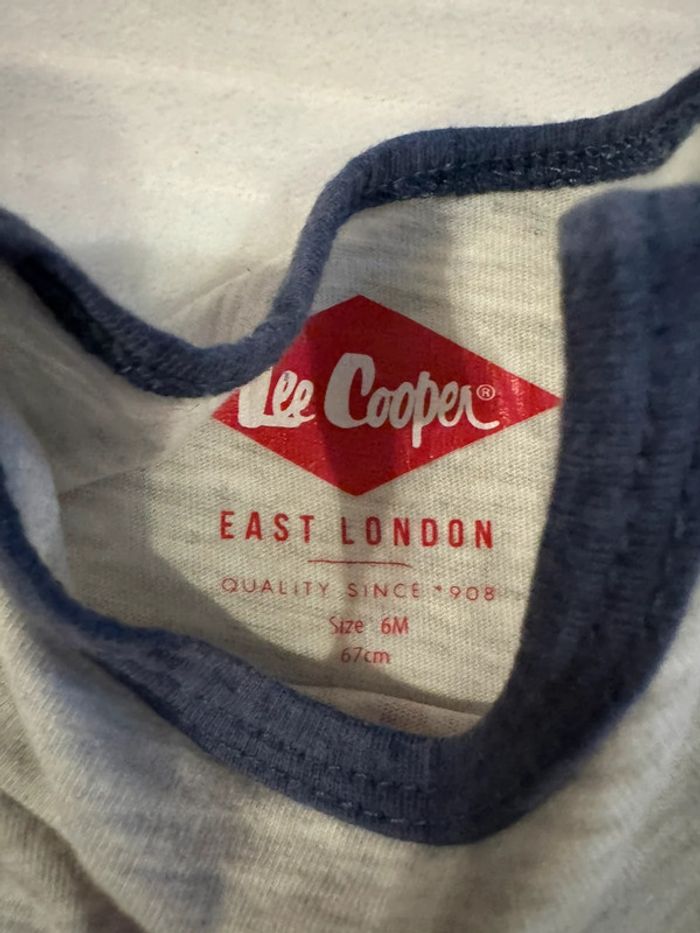 Lee Cooper®
EAST LONDON
QUALITY SINCE 1908
Size 6M
67cm